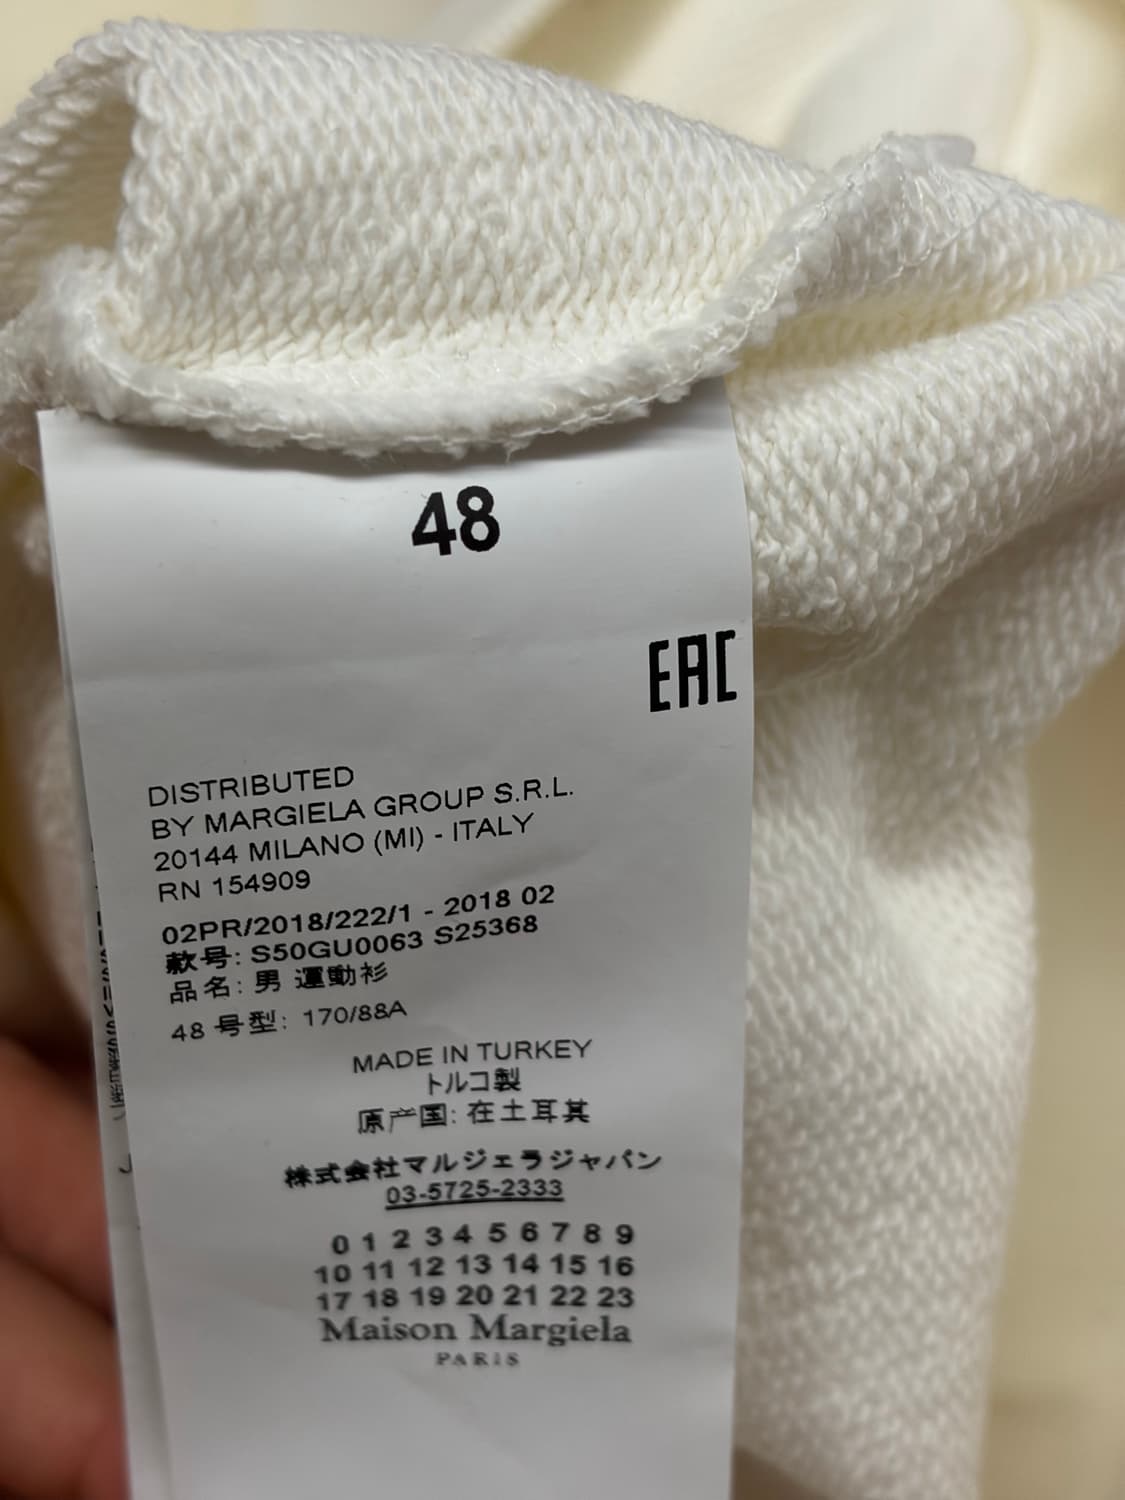 48
EAC
DISTRIBUTED
BY MARGIELA GROUP S.R.L.
20144 MILANO (MI) - ITALY
RN 154909
02PR/2018/222/1 - 2018 02
款号: S50GU0063 S25368
品名: 男 運動衫
48 号型: 170/88A
MADE IN TURKEY
トルコ製
原产国: 在土耳其
株式会社マルジェラジャパン
03-5725-2333
0 1 2 3 4 5 6 7 8 9
10 11 12 13 14 15 16
17 18 19 20 21 22 23
Maison Margiela
PARIS